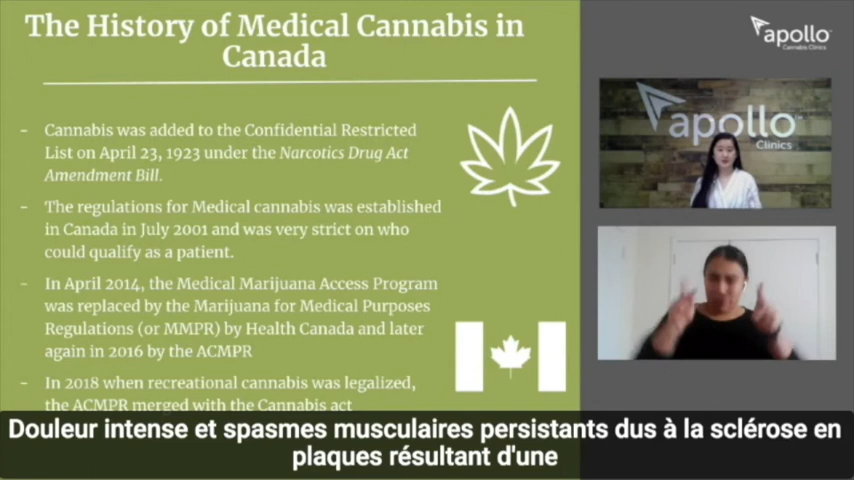 The History of Medical Cannabis in
Canada
- Cannabis was added to the Confidential Restricted
List on April 23, 1923 under the Narcotics Drug Act
Amendment Bill.
- The regulations for Medical cannabis was established
in Canada in July 2001 and was very strict on who
could qualify as a patient.
- In April 2014, the Medical Marijuana Access Program
was replaced by the Marijuana for Medical Purposes
Regulations (or MMPR) by Health Canada and later
again in 2016 by the ACMPR
- In 2018 when recreational cannabis was legalized,
the ACMPR merged with the Cannabis act
apollo
Cannabis Clinics
apollo
Clinics
Douleur intense et spasmes musculaires persistants dus à la sclérose en
plaques résultant d'une